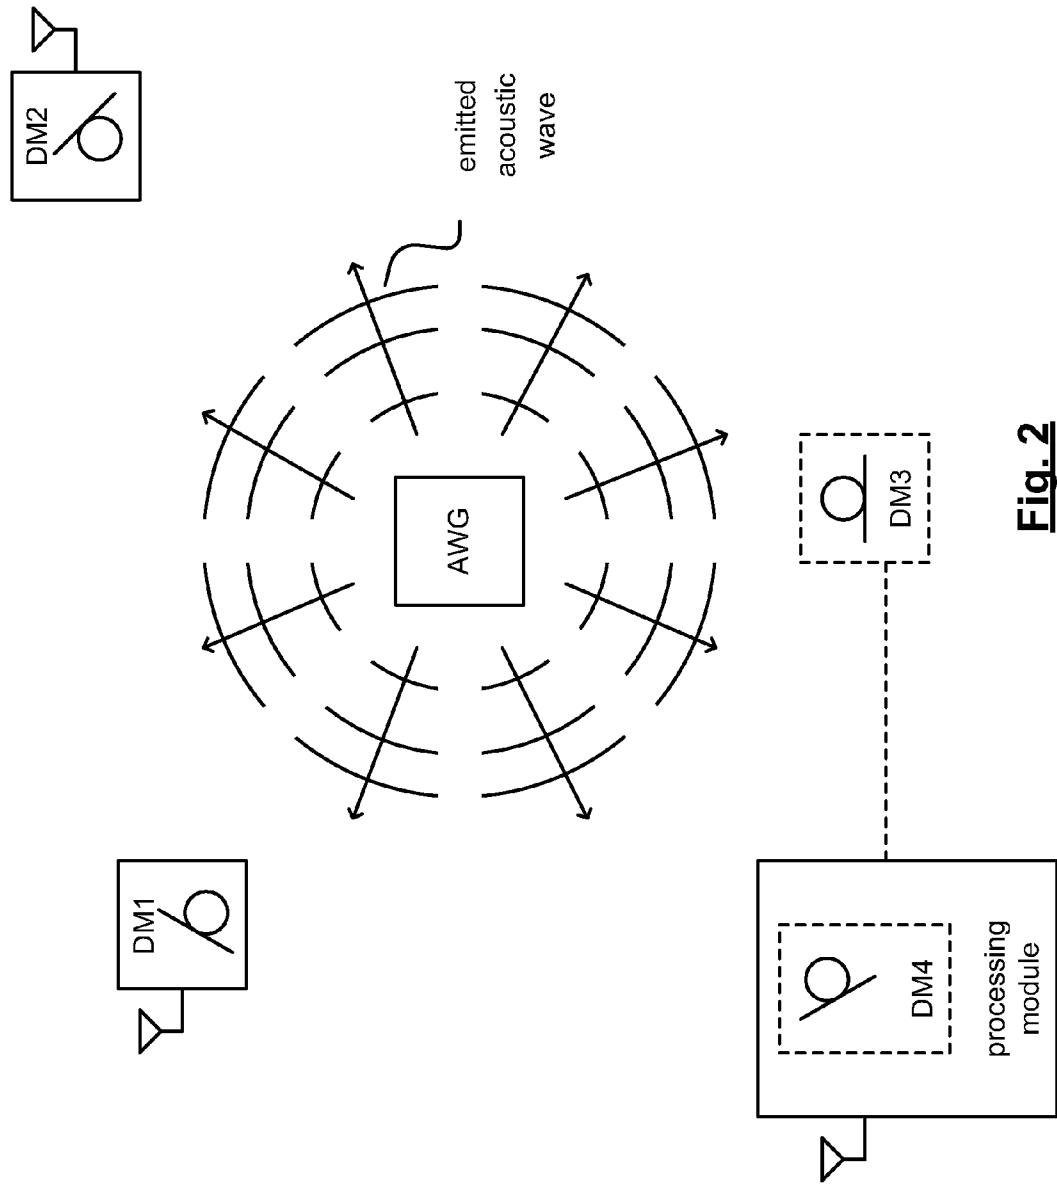 DM2
emitted
acoustic
wave
AWG
DM1
DM3
DM4
processing
module
Fig. 2